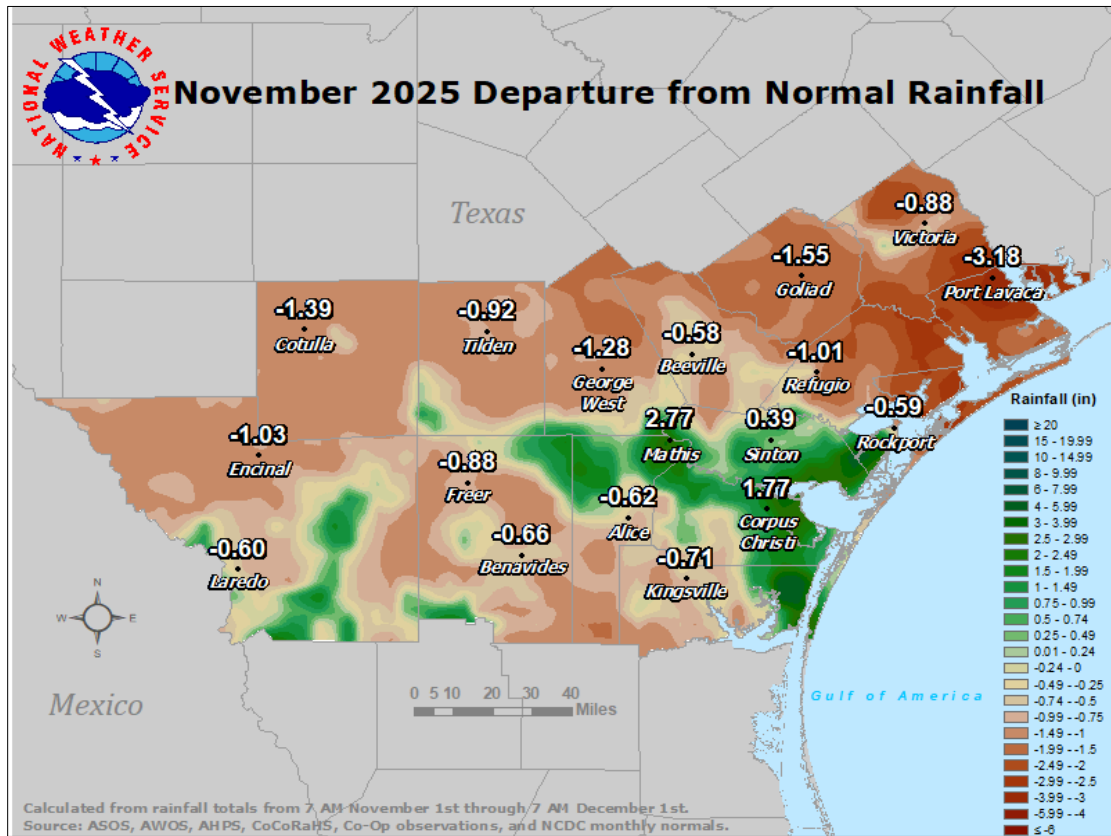 NATIONAL WEATHER SERVICE
November 2025 Departure from Normal Rainfall
Texas
-0.88
Victoria
-1.55
Goliad
-3.18
Port Lavaca
-1.39
Cotulla
-0.92
Tilden
-1.28
George
West
-0.58
Beeville
-1.01
Refugio
-0.59
Rockport
-1.03
Encinal
-0.88
Freer
2.77
Mathis
0.39
Sinton
1.77
Corpus
Christi
-0.62
Alice
-0.60
Laredo
-0.66
Benavides
-0.71
Kingsville
N
W E
S
Mexico
0 5 10 20 30 40
Miles
Gulf of America
Rainfall (in)
≥ 20
15 - 19.99
10 - 14.99
8 - 9.99
6 - 7.99
4 - 5.99
3 - 3.99
2.5 - 2.99
2 - 2.49
1.5 - 1.99
1 - 1.49
0.75 - 0.99
0.5 - 0.74
0.25 - 0.49
0.01 - 0.24
-0.24 - 0
-0.49 - -0.25
-0.74 - -0.5
-0.99 - -0.75
-1.49 - -1
-1.99 - -1.5
-2.49 - -2
-2.99 - -2.5
-3.99 - -3
-5.99 - -4
≤ -6
Calculated from rainfall totals from 7 AM November 1st through 7 AM December 1st.
Source: ASOS, AWOS, AHPS, CoCoRaHS, Co-Op observations, and NCDC monthly normals.